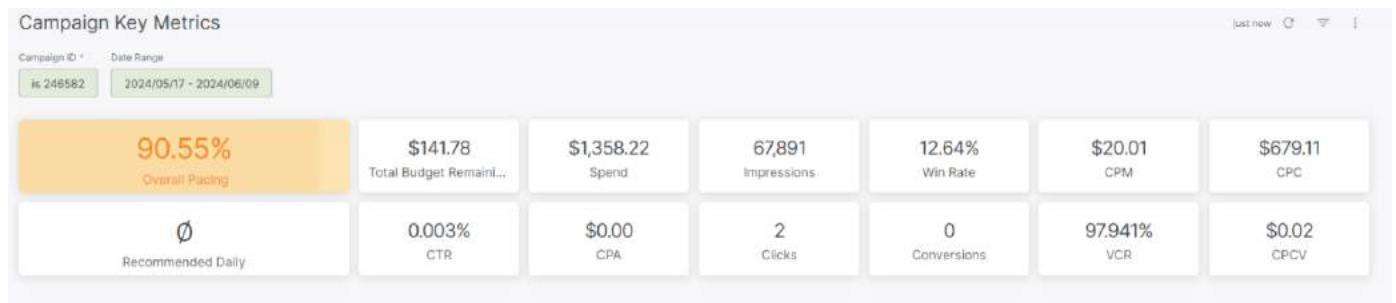 Campaign Key Metrics
just now
Campaign ID *
Date Range
is 246582
2024/05/17 - 2024/06/09
90.55%
Overall Pacing
$141.78
Total Budget Remaini...
$1,358.22
Spend
67,891
Impressions
12.64%
Win Rate
$20.01
CPM
$679.11
CPC
Ø
Recommended Daily
0.003%
CTR
$0.00
CPA
2
Clicks
0
Conversions
97.941%
VCR
$0.02
CPCV